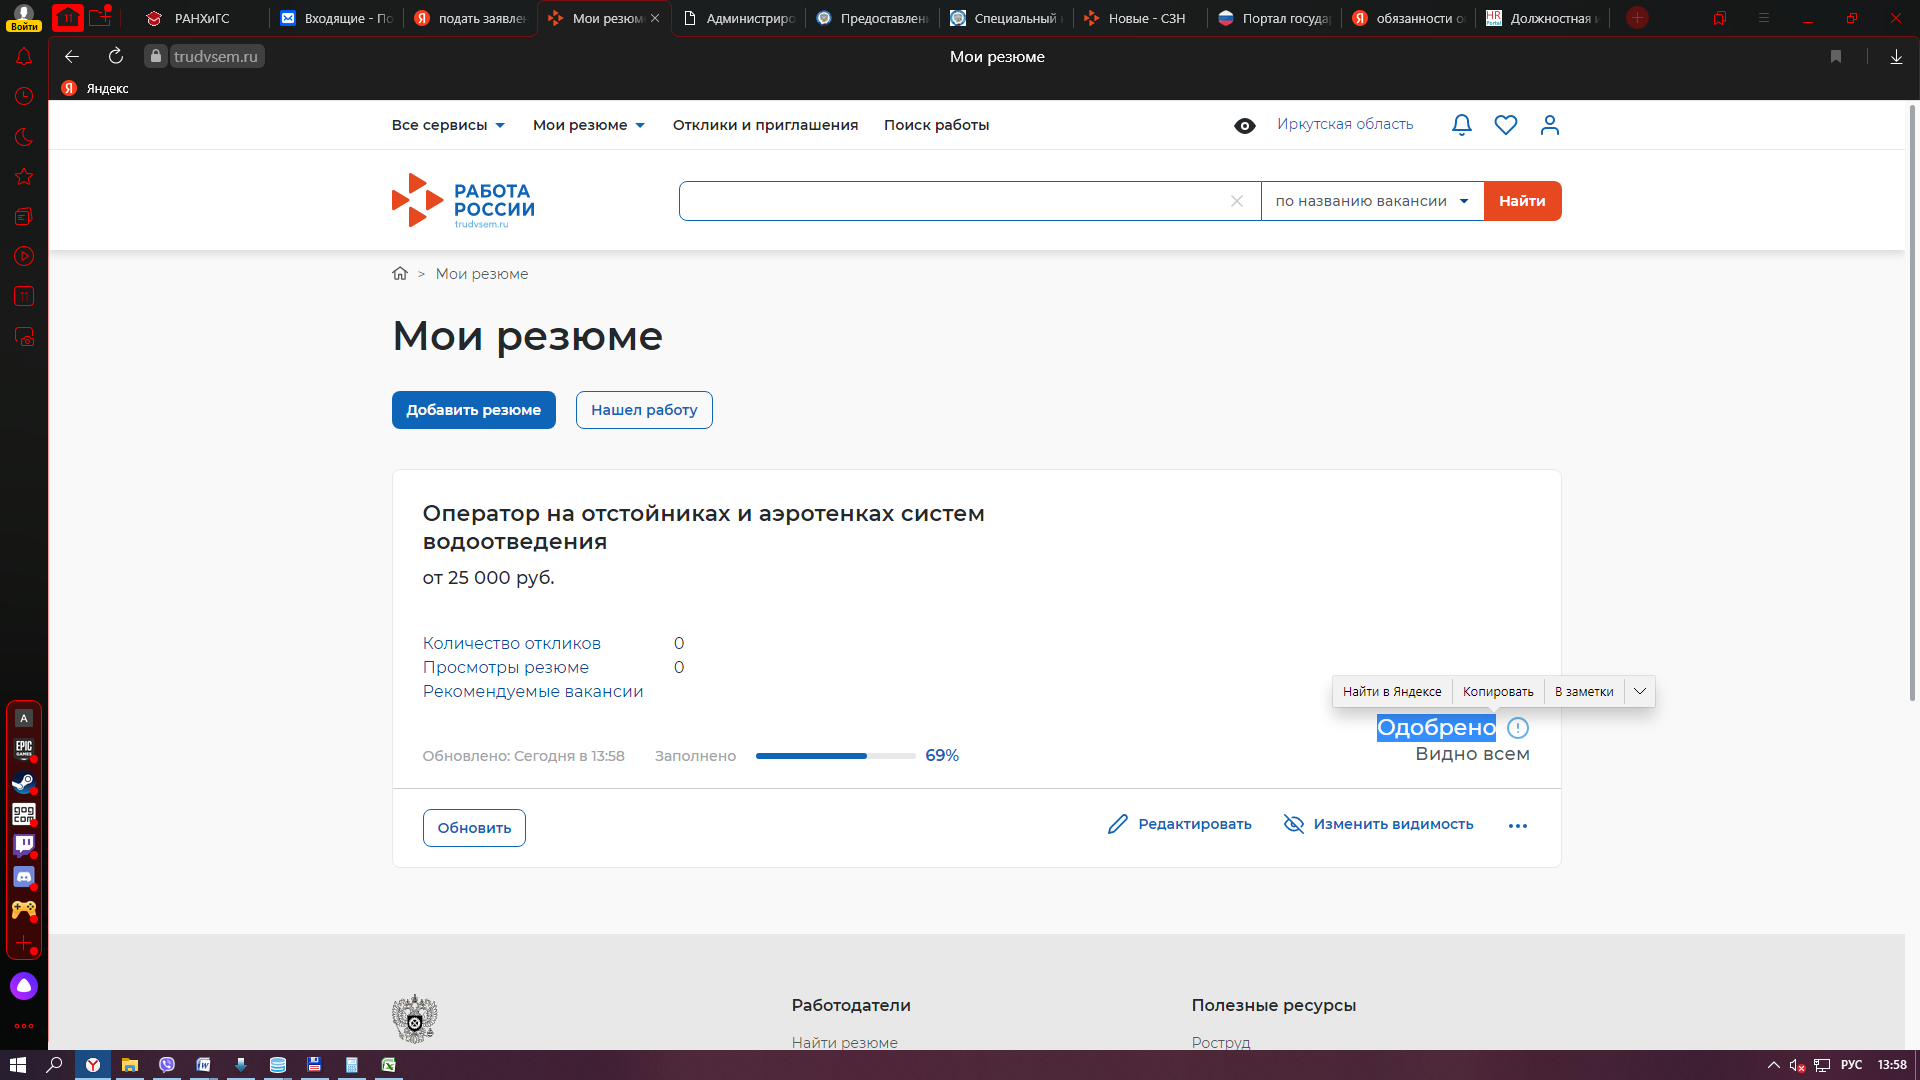 РАНХиГС
Входящие - По
подать заявлен
Мои резюм
Администриро
Предоставлен
Специальный
Новые - СЗН
Портал госуда
обязанности о
Должностная и
Войти
11
trudvsem.ru
Мои резюме
Яндекс
Все сервисы
Мои резюме
Отклики и приглашения
Поиск работы
Иркутская область
РАБОТА
РОССИИ
trudvsem.ru
по названию вакансии
Найти
> Мои резюме
Мои резюме
Добавить резюме
Нашел работу
Оператор на отстойниках и аэротенках систем
водоотведения
от 25 000 руб.
Количество откликов 0
Просмотры резюме 0
Рекомендуемые вакансии
Найти в Яндексе
Копировать
В заметки
Одобрено
Видно всем
Обновлено: Сегодня в 13:58
Заполнено
69%
Обновить
Редактировать
Изменить видимость
Работодатели
Полезные ресурсы
Найти резюме
Роструд
РУС
13:58